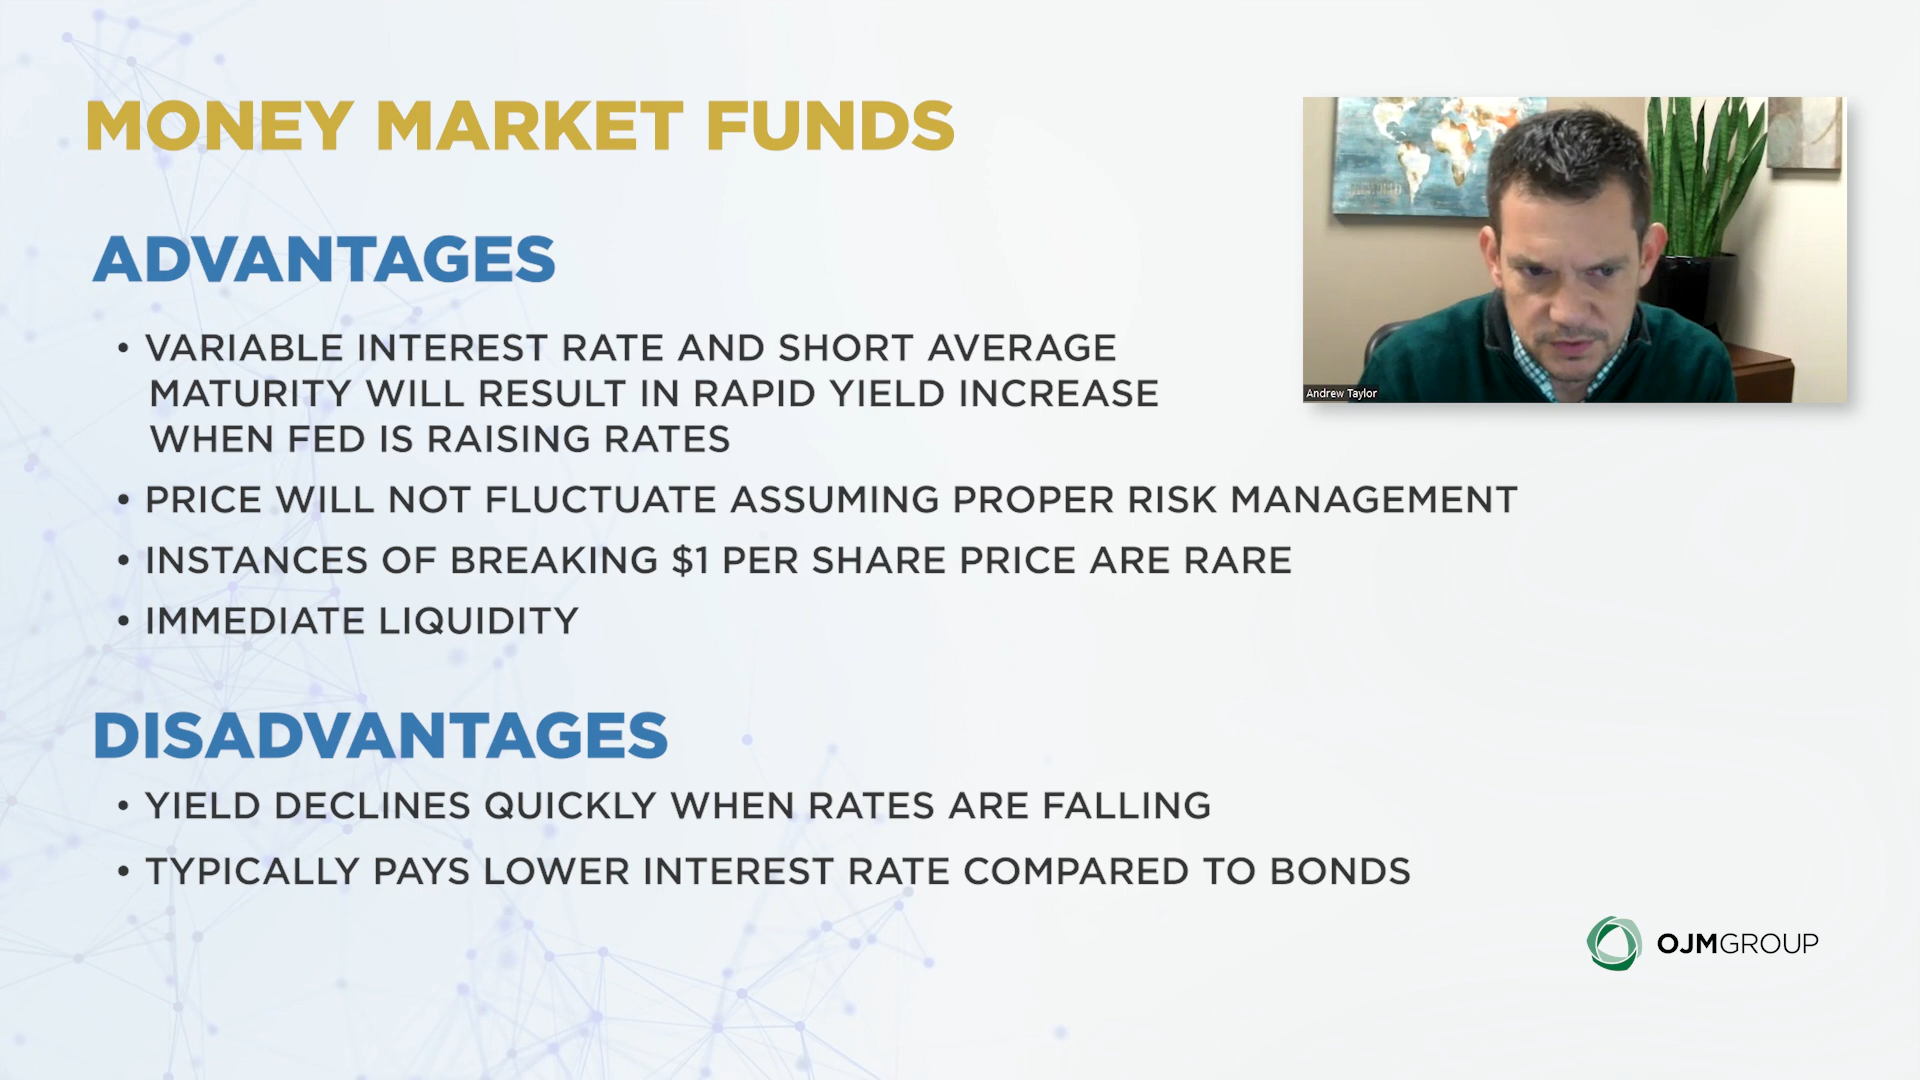 MONEY MARKET FUNDS
ADVANTAGES
• VARIABLE INTEREST RATE AND SHORT AVERAGE
MATURITY WILL RESULT IN RAPID YIELD INCREASE
WHEN FED IS RAISING RATES
• PRICE WILL NOT FLUCTUATE ASSUMING PROPER RISK MANAGEMENT
• INSTANCES OF BREAKING $1 PER SHARE PRICE ARE RARE
• IMMEDIATE LIQUIDITY
DISADVANTAGES
• YIELD DECLINES QUICKLY WHEN RATES ARE FALLING
• TYPICALLY PAYS LOWER INTEREST RATE COMPARED TO BONDS
Andrew Taylor
OJMGROUP